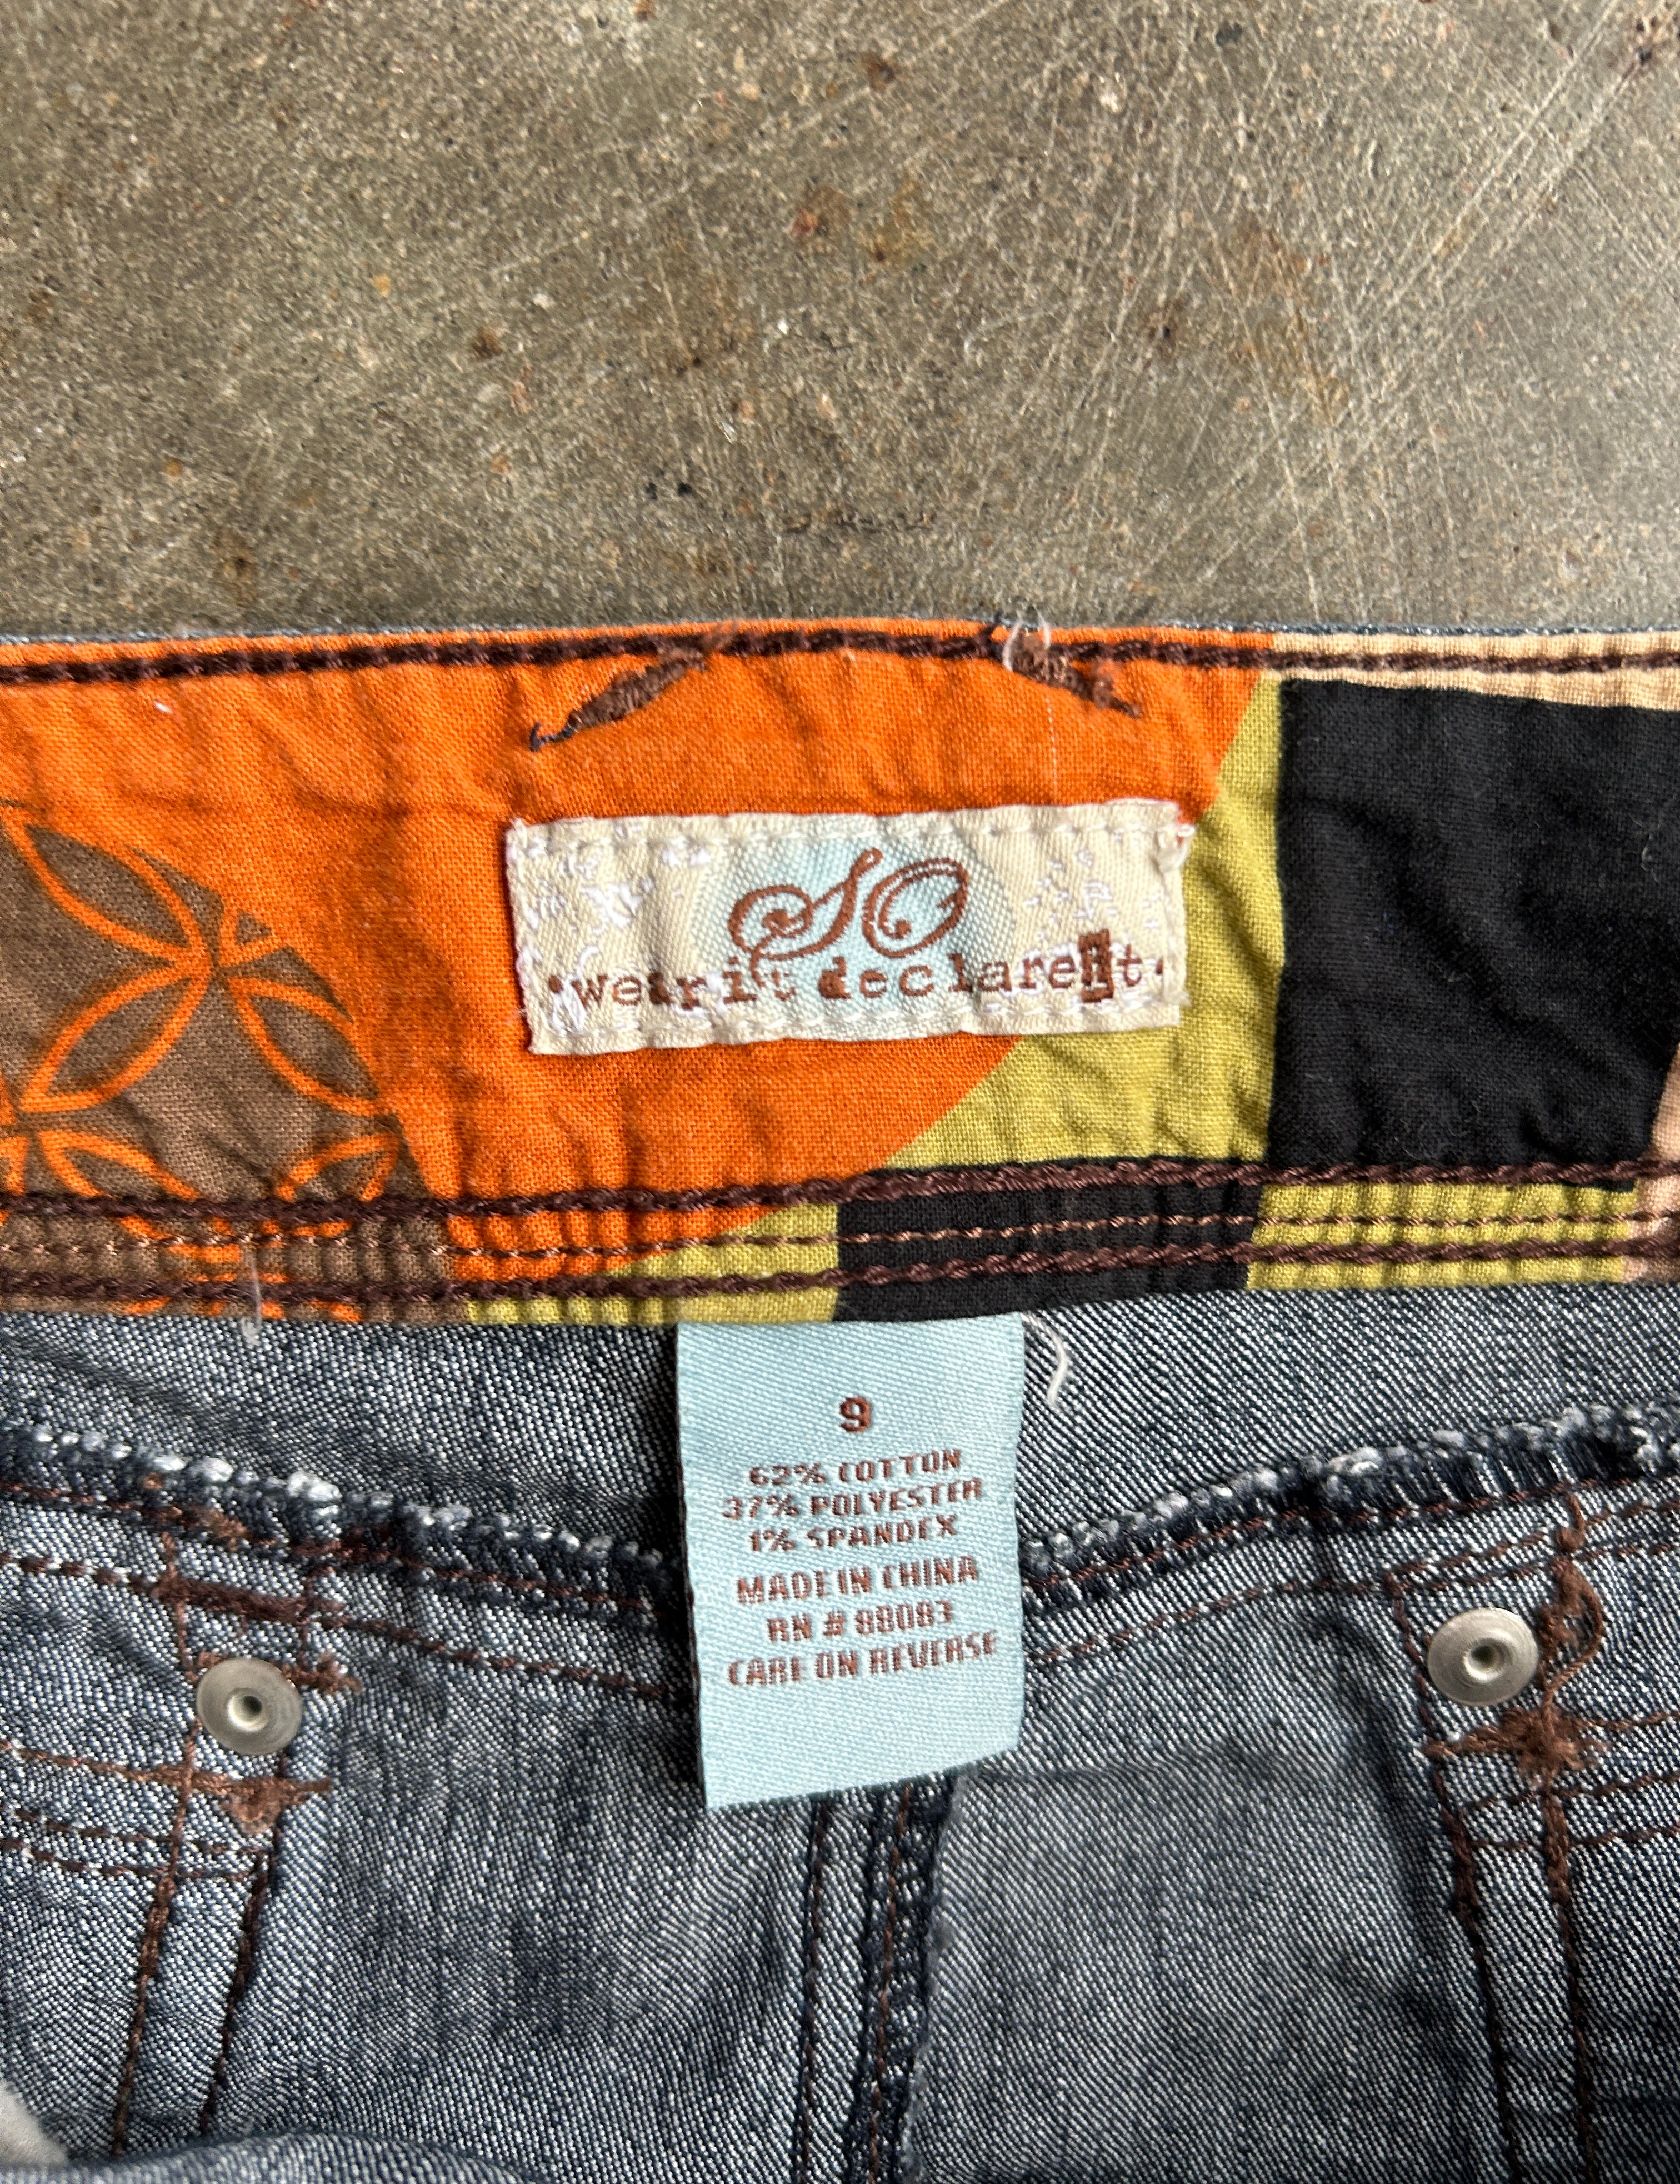 SO
•wear it declare it•
9
62% COTTON
37% POLYESTER
1% SPANDEX
MADE IN CHINA
RN # 88083
CARE ON REVERSE